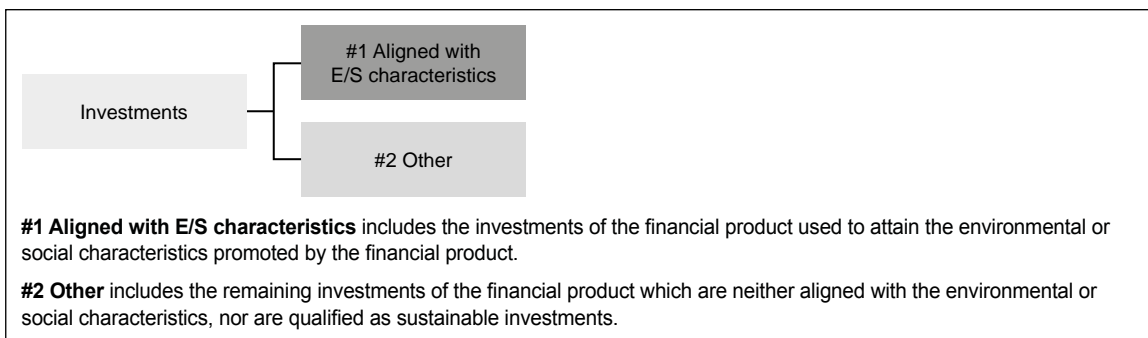 #1 Aligned with
E/S characteristics
Investments
#2 Other
#1 Aligned with E/S characteristics includes the investments of the financial product used to attain the environmental or
social characteristics promoted by the financial product.
#2 Other includes the remaining investments of the financial product which are neither aligned with the environmental or
social characteristics, nor are qualified as sustainable investments.